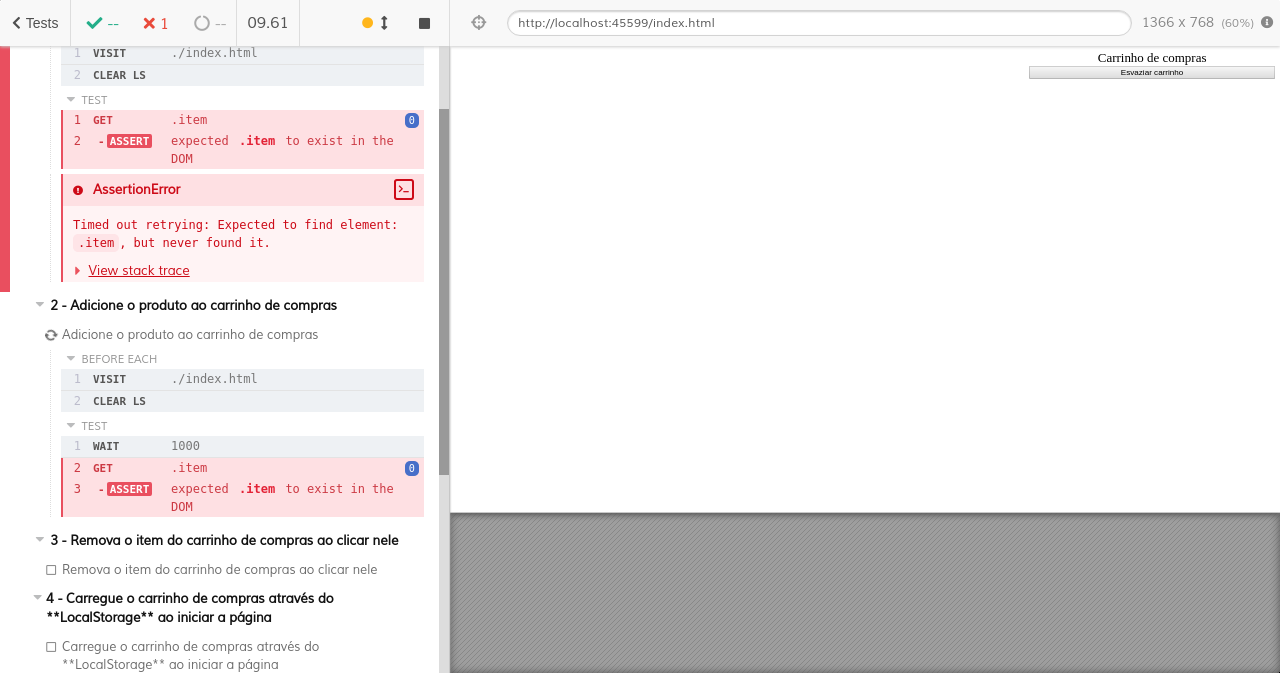 Tests
--
1
--
09.61
http://localhost:45599/index.html
1366 x 768 (60%)
1 VISIT ./index.html
2 CLEAR LS
TEST
1 GET .item 0
2 -ASSERT expected .item to exist in the
DOM
AssertionError
Timed out retrying: Expected to find element:
.item, but never found it.
View stack trace
2 - Adicione o produto ao carrinho de compras
Adicione o produto ao carrinho de compras
BEFORE EACH
1 VISIT ./index.html
2 CLEAR LS
TEST
1 WAIT 1000
2 GET .item 0
3 -ASSERT expected .item to exist in the
DOM
3 - Remova o item do carrinho de compras ao clicar nele
Remova o item do carrinho de compras ao clicar nele
4 - Carregue o carrinho de compras através do
**LocalStorage** ao iniciar a página
Carregue o carrinho de compras através do
**LocalStorage** ao iniciar a página
Carrinho de compras
Esvaziar carrinho